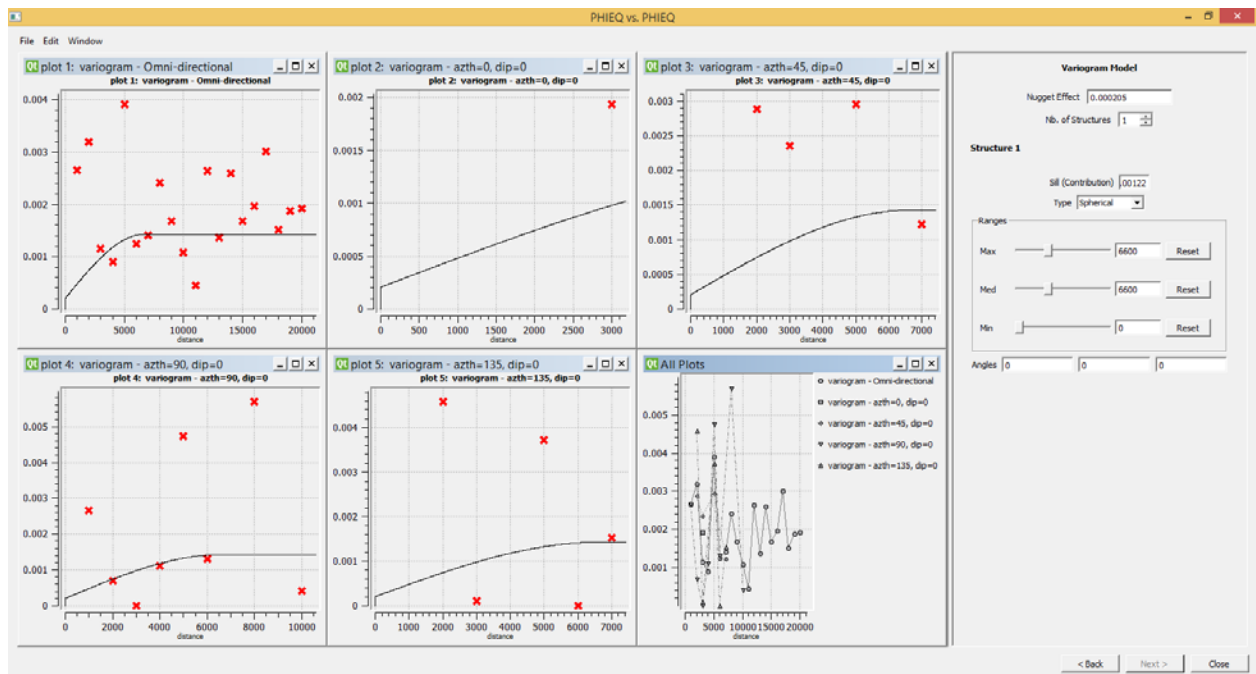 PHIEQ vs. PHIEQ
File Edit Window
Qt plot 1: variogram - Omni-directional
plot 1: variogram - Omni-directional
0.004
0.003
0.002
0.001
0
0 5000 10000 15000 20000
distance
Qt plot 2: variogram - azth=0, dip=0
plot 2: variogram - azth=0, dip=0
0.002
0.0015
0.001
0.0005
0
0 500 1000 1500 2000 2500 3000
distance
Qt plot 3: variogram - azth=45, dip=0
plot 3: variogram - azth=45, dip=0
0.003
0.0025
0.002
0.0015
0.001
0.0005
0
0 1000 2000 3000 4000 5000 6000 7000
distance
Qt plot 4: variogram - azth=90, dip=0
plot 4: variogram - azth=90, dip=0
0.005
0.004
0.003
0.002
0.001
0
0 2000 4000 6000 8000 10000
distance
Qt plot 5: variogram - azth=135, dip=0
plot 5: variogram - azth=135, dip=0
0.004
0.003
0.002
0.001
0
0 1000 2000 3000 4000 5000 6000 7000
distance
Qt All Plots
0.005
0.004
0.003
0.002
0.001
0 5000 10000 15000 20000
distance
variogram - Omni-directional
variogram - azth=0, dip=0
variogram - azth=45, dip=0
variogram - azth=90, dip=0
variogram - azth=135, dip=0
Variogram Model
Nugget Effect 0.000205
Nb. of Structures 1
Structure 1
Sill (Contribution) .00122
Type Spherical
Ranges
Max 6600 Reset
Med 6600 Reset
Min 0 Reset
Angles 0 0 0
< Back Next > Close